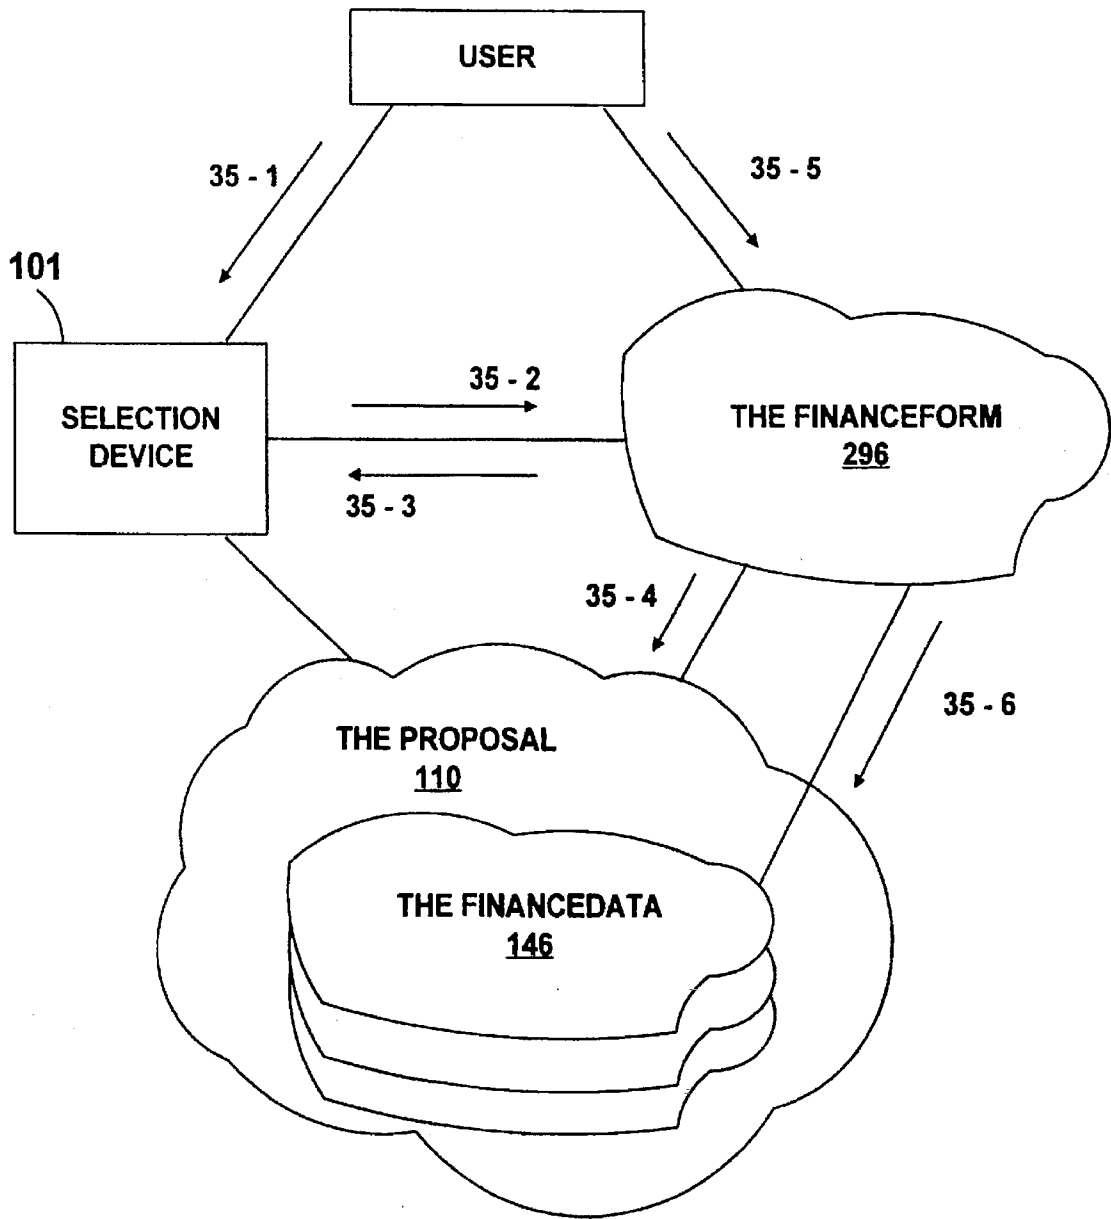 USER
35 - 1
35 - 5
101
SELECTION
DEVICE
35 - 2
35 - 3
THE FINANCEFORM
296
35 - 4
35 - 6
THE PROPOSAL
110
THE FINANCEDATA
146